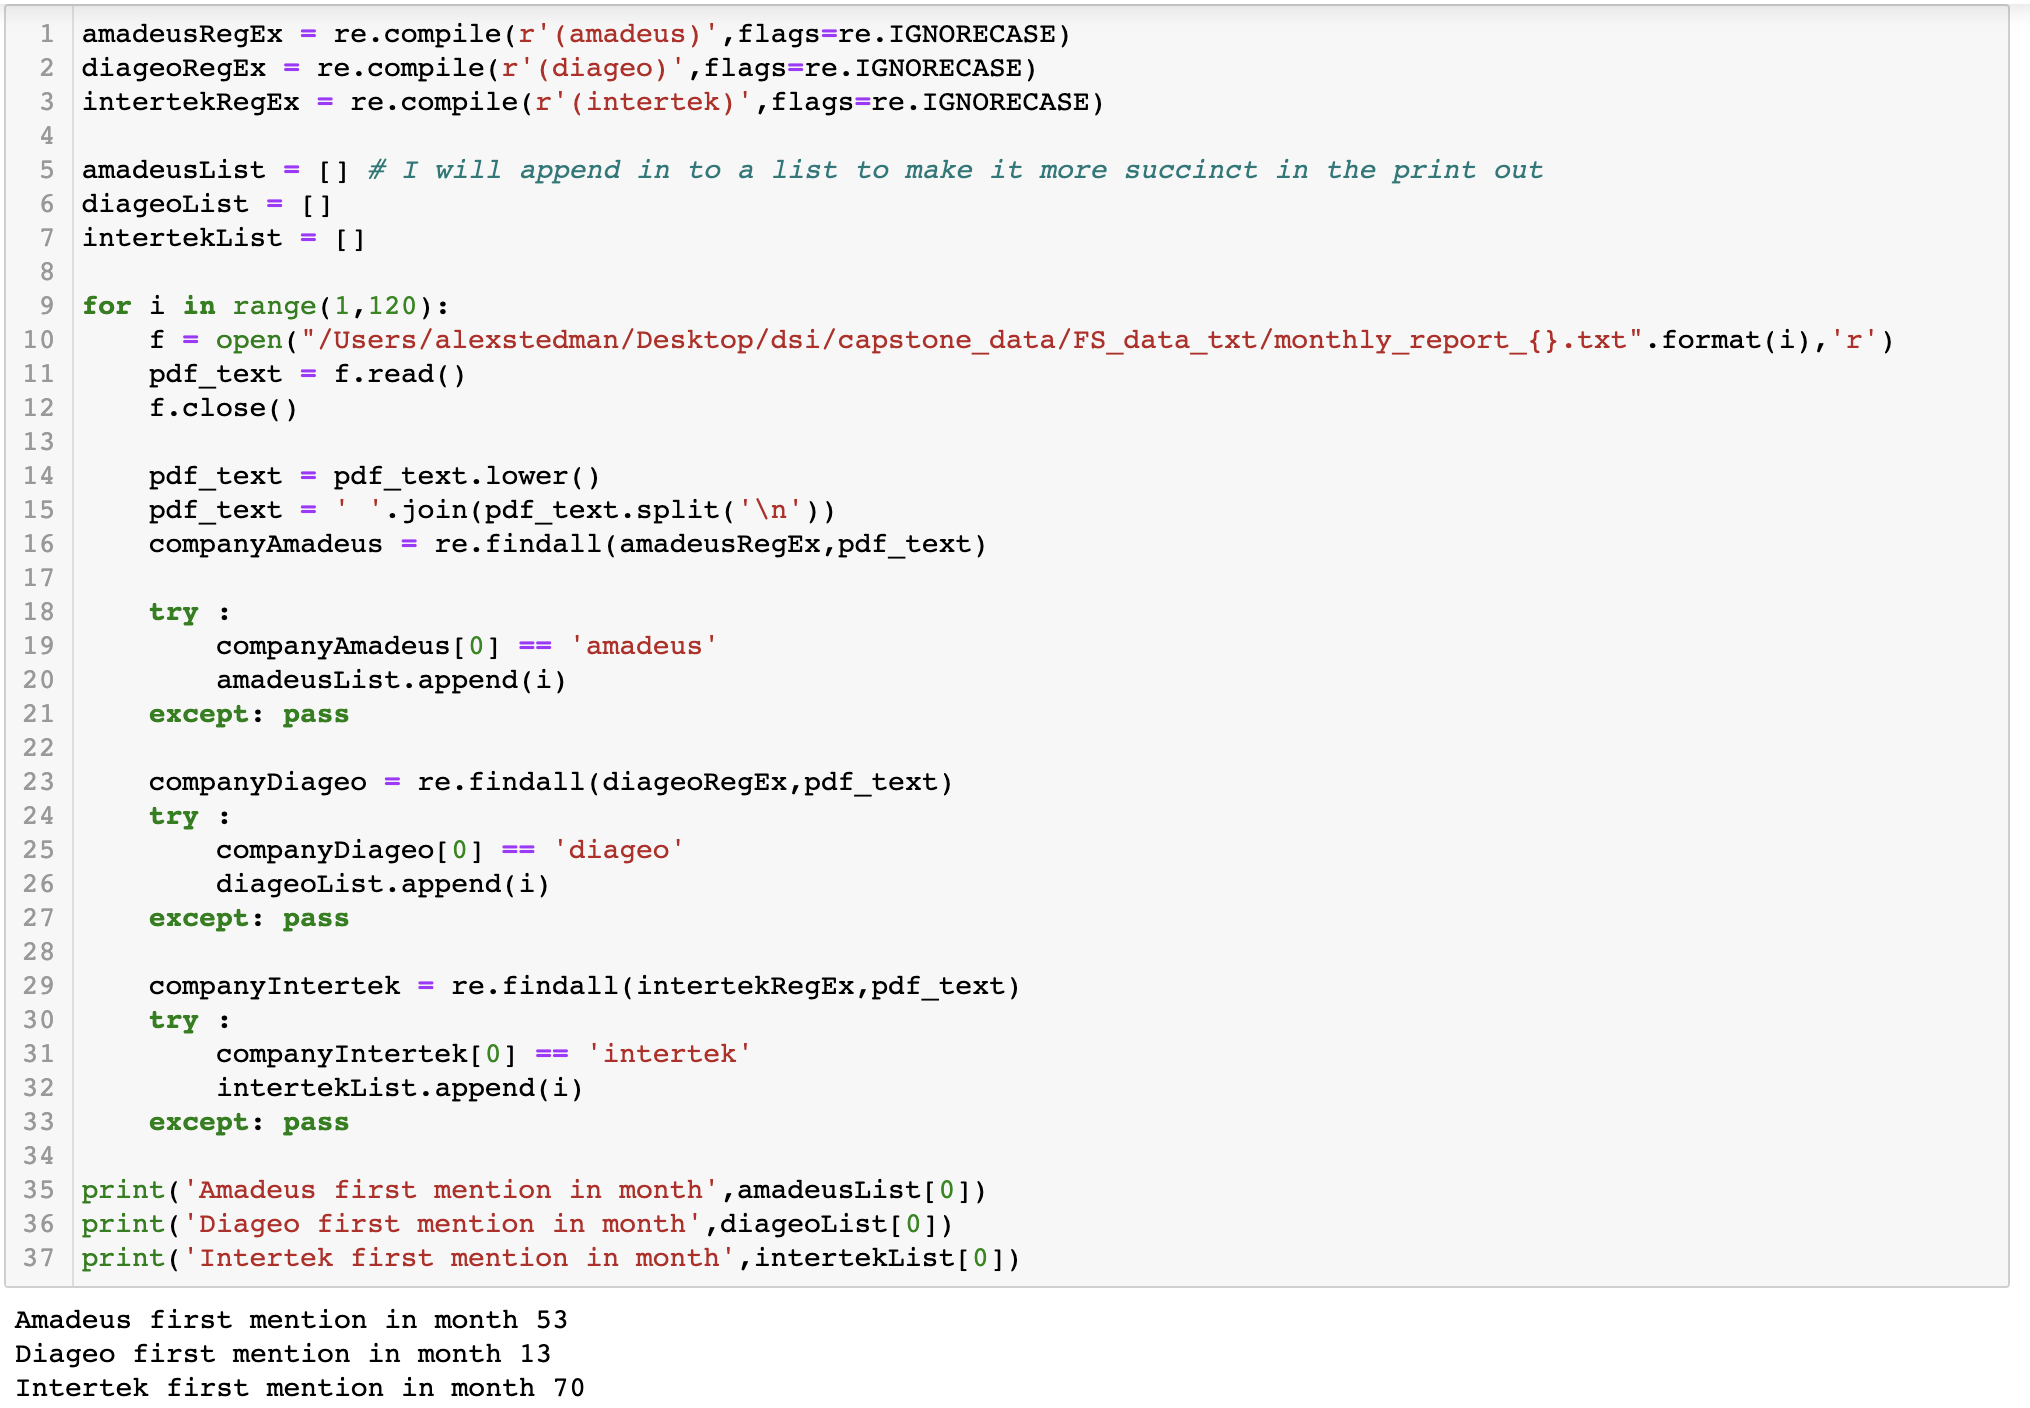 1 amadeusRegEx = re.compile(r'(amadeus)',flags=re.IGNORECASE)
2 diageoRegEx = re.compile(r'(diageo)',flags=re.IGNORECASE)
3 intertekRegEx = re.compile(r'(intertek)',flags=re.IGNORECASE)
4
5 amadeusList = [] # I will append in to a list to make it more succinct in the print out
6 diageoList = []
7 intertekList = []
8
9 for i in range(1,120):
10     f = open("/Users/alexstedman/Desktop/dsi/capstone_data/FS_data_txt/monthly_report_{}.txt".format(i),'r')
11     pdf_text = f.read()
12     f.close()
13
14     pdf_text = pdf_text.lower()
15     pdf_text = ' '.join(pdf_text.split('\n'))
16     companyAmadeus = re.findall(amadeusRegEx,pdf_text)
17
18     try :
19         companyAmadeus[0] == 'amadeus'
20         amadeusList.append(i)
21     except: pass
22
23     companyDiageo = re.findall(diageoRegEx,pdf_text)
24     try :
25         companyDiageo[0] == 'diageo'
26         diageoList.append(i)
27     except: pass
28
29     companyIntertek = re.findall(intertekRegEx,pdf_text)
30     try :
31         companyIntertek[0] == 'intertek'
32         intertekList.append(i)
33     except: pass
34
35 print('Amadeus first mention in month',amadeusList[0])
36 print('Diageo first mention in month',diageoList[0])
37 print('Intertek first mention in month',intertekList[0])
Amadeus first mention in month 53
Diageo first mention in month 13
Intertek first mention in month 70